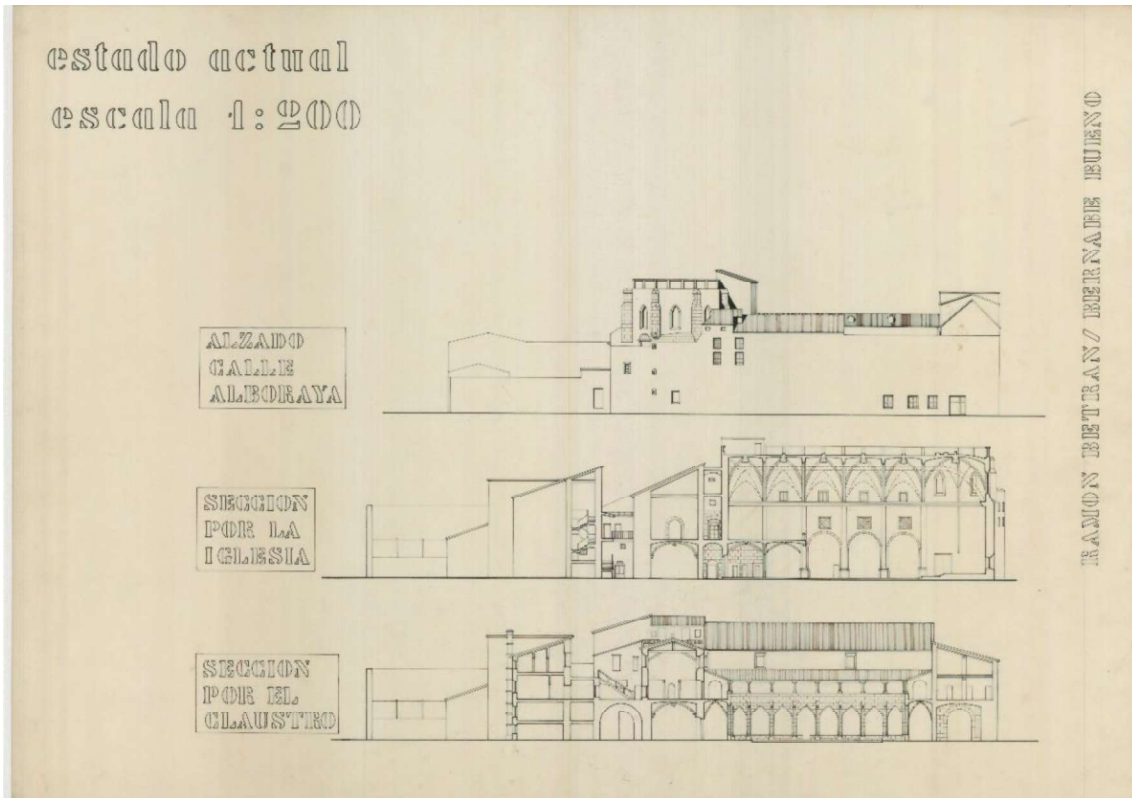 estado actual
escala 1:200
ALZADO
CALLE
ALBORAYA
SECCION
POR LA
IGLESIA
SECCION
POR EL
CLAUSTRO
RAMON BETRAN/ BERNABE BUENO